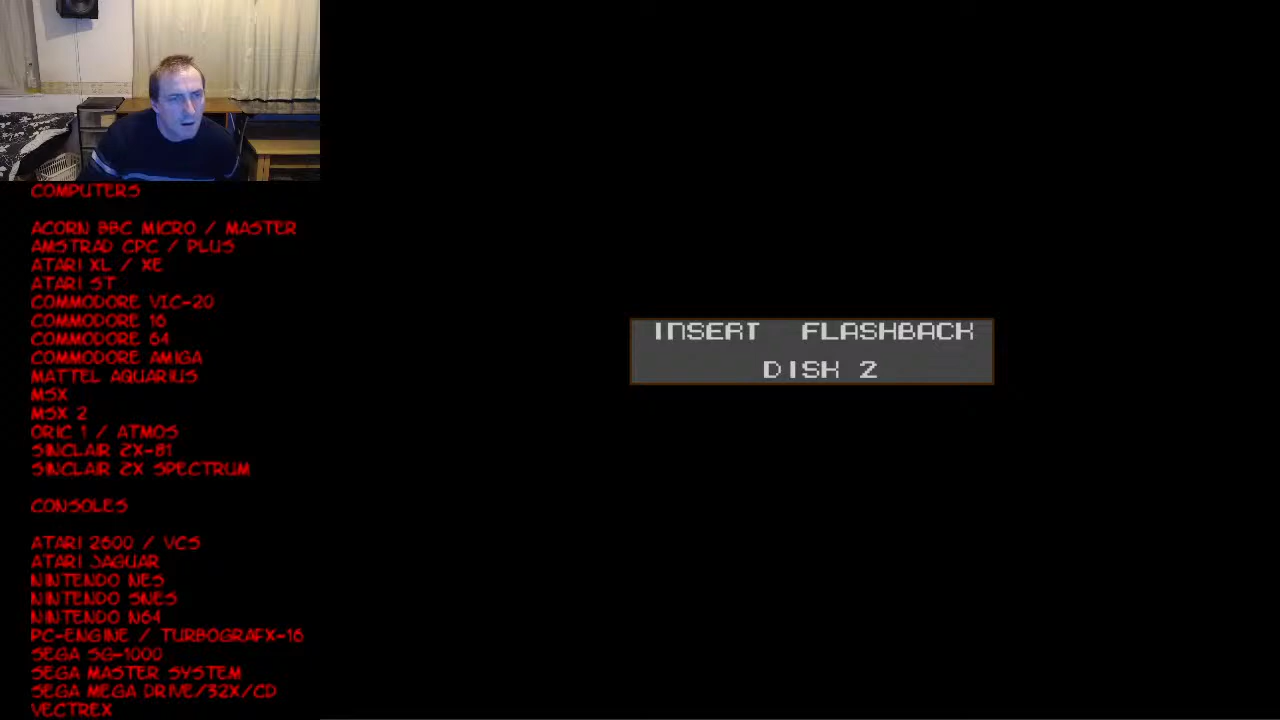 COMPUTERS
ACORN BBC MICRO / MASTER
AMSTRAD CPC / PLUS
ATARI XL / XE
ATARI ST
COMMODORE VIC-20
COMMODORE 16
COMMODORE 64
COMMODORE AMIGA
MATTEL AQUARIUS
MSX
MSX 2
ORIC 1 / ATMOS
SINCLAIR ZX-81
SINCLAIR ZX SPECTRUM
CONSOLES
ATARI 2600 / VCS
ATARI JAGUAR
NINTENDO NES
NINTENDO SNES
NINTENDO N64
PC-ENGINE / TURBOGRAFX-16
SEGA SG-1000
SEGA MASTER SYSTEM
SEGA MEGA DRIVE/32X/CD
VECTREX
INSERT FLASHBACK
DISK 2